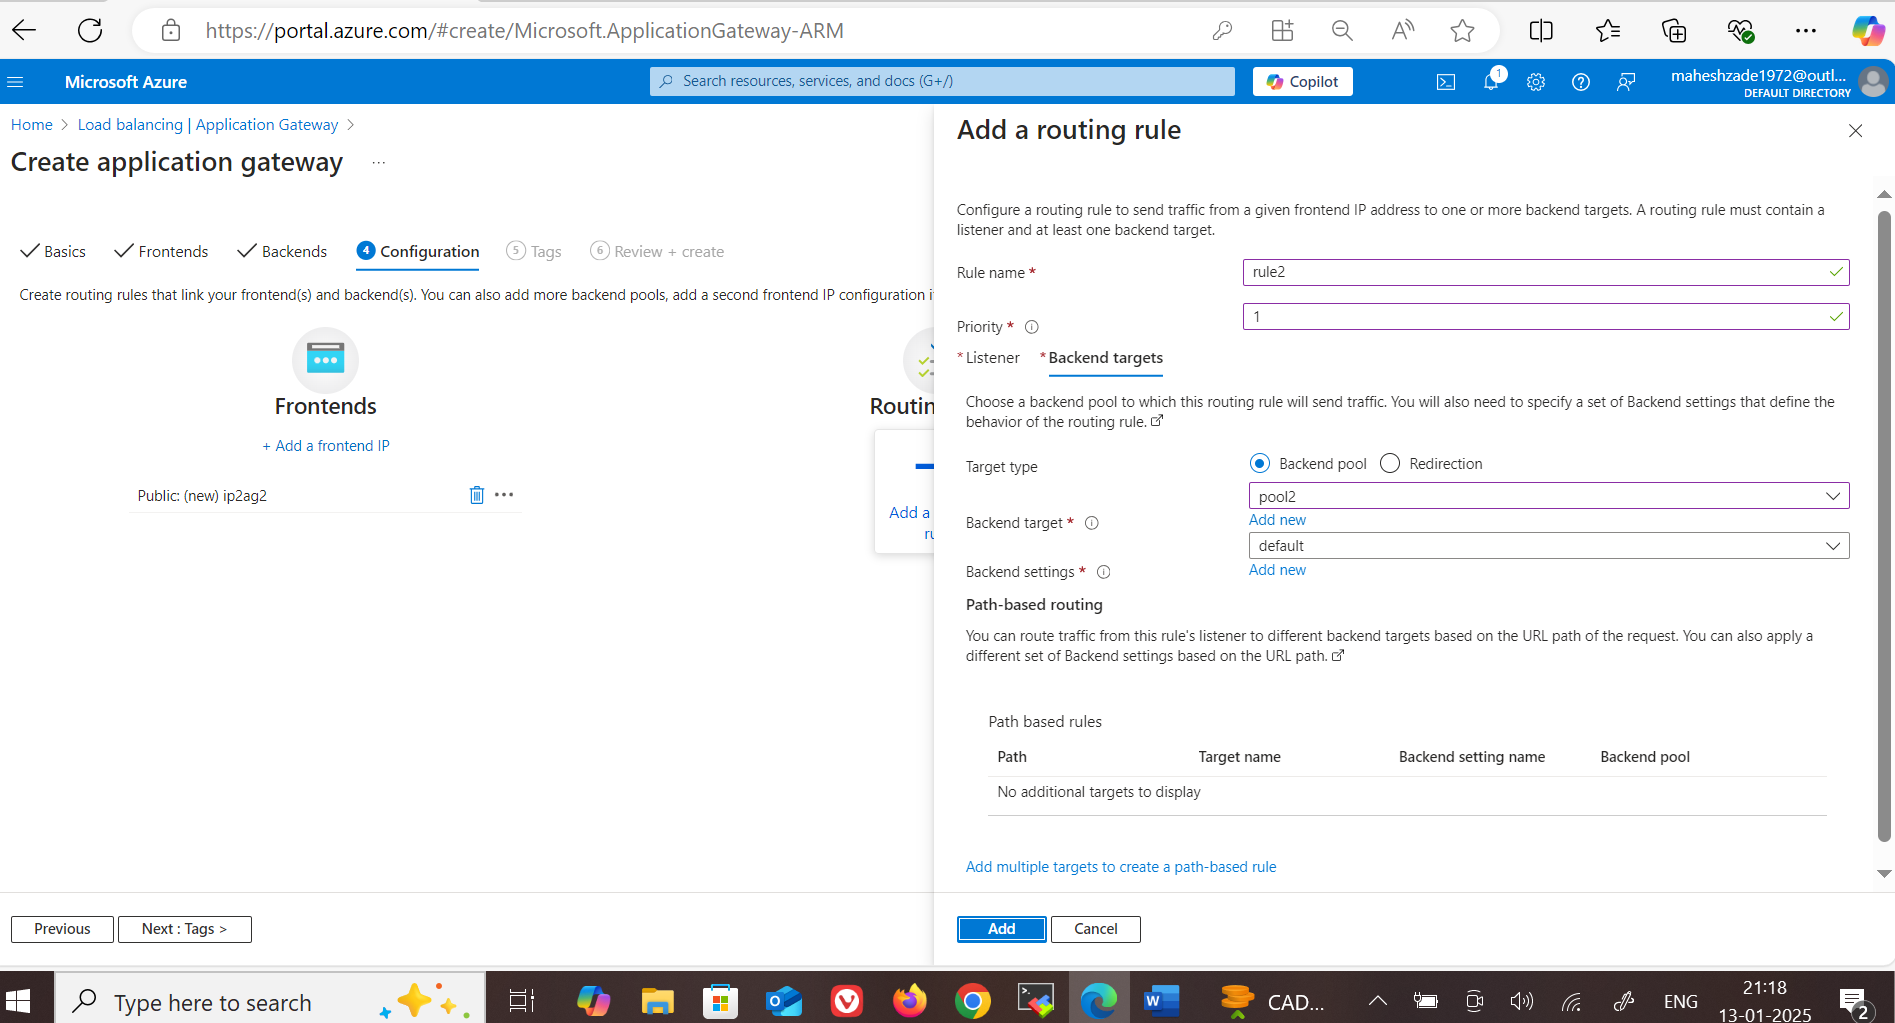 https://portal.azure.com/#create/Microsoft.ApplicationGateway-ARM
Microsoft Azure
Search resources, services, and docs (G+/)
Copilot
1
maheshzade1972@outl...
DEFAULT DIRECTORY
Home > Load balancing | Application Gateway >
Create application gateway ...
Basics
Frontends
Backends
4 Configuration
5 Tags
6 Review + create
Create routing rules that link your frontend(s) and backend(s). You can also add more backend pools, add a second frontend IP configuration i
Frontends
+ Add a frontend IP
Public: (new) ip2ag2
Routin
Add a
ru
Previous
Next : Tags >
Add a routing rule
Configure a routing rule to send traffic from a given frontend IP address to one or more backend targets. A routing rule must contain a
listener and at least one backend target.
Rule name *
rule2
Priority *
1
* Listener
* Backend targets
Choose a backend pool to which this routing rule will send traffic. You will also need to specify a set of Backend settings that define the
behavior of the routing rule.
Target type
Backend pool
Redirection
pool2
Backend target *
Add new
default
Backend settings *
Add new
Path-based routing
You can route traffic from this rule's listener to different backend targets based on the URL path of the request. You can also apply a
different set of Backend settings based on the URL path.
Path based rules
Path Target name Backend setting name Backend pool
No additional targets to display
Add multiple targets to create a path-based rule
Add
Cancel
Type here to search
CAD...
ENG
21:18
13-01-2025
2